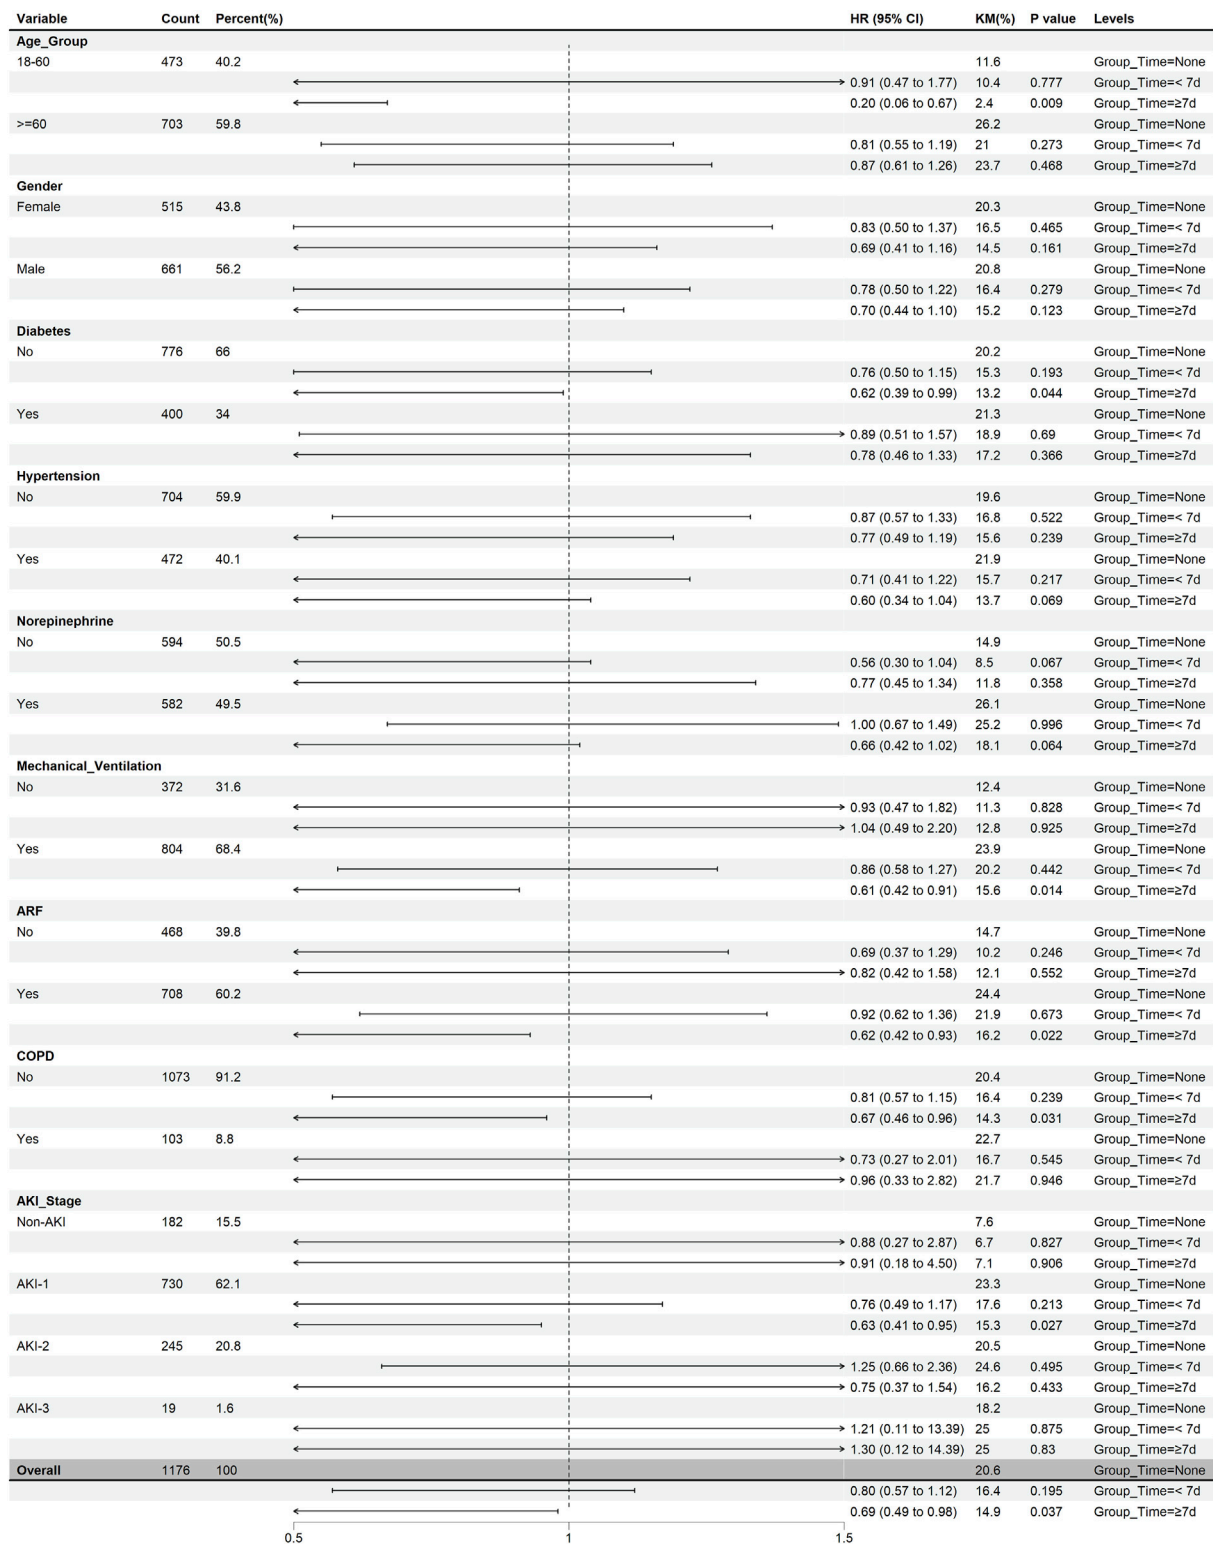 Variable Count Percent(%) HR (95% CI) KM(%) P value Levels
Age_Group
18-60 473 40.2 11.6 Group_Time=None
0.91 (0.47 to 1.77) 10.4 0.777 Group_Time=< 7d
0.20 (0.06 to 0.67) 2.4 0.009 Group_Time=≥7d
>=60 703 59.8 26.2 Group_Time=None
0.81 (0.55 to 1.19) 21 0.273 Group_Time=< 7d
0.87 (0.61 to 1.26) 23.7 0.468 Group_Time=≥7d
Gender
Female 515 43.8 20.3 Group_Time=None
0.83 (0.50 to 1.37) 16.5 0.465 Group_Time=< 7d
0.69 (0.41 to 1.16) 14.5 0.161 Group_Time=≥7d
Male 661 56.2 20.8 Group_Time=None
0.78 (0.50 to 1.22) 16.4 0.279 Group_Time=< 7d
0.70 (0.44 to 1.10) 15.2 0.123 Group_Time=≥7d
Diabetes
No 776 66 20.2 Group_Time=None
0.76 (0.50 to 1.15) 15.3 0.193 Group_Time=< 7d
0.62 (0.39 to 0.99) 13.2 0.044 Group_Time=≥7d
Yes 400 34 21.3 Group_Time=None
0.89 (0.51 to 1.57) 18.9 0.69 Group_Time=< 7d
0.78 (0.46 to 1.33) 17.2 0.366 Group_Time=≥7d
Hypertension
No 704 59.9 19.6 Group_Time=None
0.87 (0.57 to 1.33) 16.8 0.522 Group_Time=< 7d
0.77 (0.49 to 1.19) 15.6 0.239 Group_Time=≥7d
Yes 472 40.1 21.9 Group_Time=None
0.71 (0.41 to 1.22) 15.7 0.217 Group_Time=< 7d
0.60 (0.34 to 1.04) 13.7 0.069 Group_Time=≥7d
Norepinephrine
No 594 50.5 14.9 Group_Time=None
0.56 (0.30 to 1.04) 8.5 0.067 Group_Time=< 7d
0.77 (0.45 to 1.34) 11.8 0.358 Group_Time=≥7d
Yes 582 49.5 26.1 Group_Time=None
1.00 (0.67 to 1.49) 25.2 0.996 Group_Time=< 7d
0.66 (0.42 to 1.02) 18.1 0.064 Group_Time=≥7d
Mechanical_Ventilation
No 372 31.6 12.4 Group_Time=None
0.93 (0.47 to 1.82) 11.3 0.828 Group_Time=< 7d
1.04 (0.49 to 2.20) 12.8 0.925 Group_Time=≥7d
Yes 804 68.4 23.9 Group_Time=None
0.86 (0.58 to 1.27) 20.2 0.442 Group_Time=< 7d
0.61 (0.42 to 0.91) 15.6 0.014 Group_Time=≥7d
ARF
No 468 39.8 14.7 Group_Time=None
0.69 (0.37 to 1.29) 10.2 0.246 Group_Time=< 7d
0.82 (0.42 to 1.58) 12.1 0.552 Group_Time=≥7d
Yes 708 60.2 24.4 Group_Time=None
0.92 (0.62 to 1.36) 21.9 0.673 Group_Time=< 7d
0.62 (0.42 to 0.93) 16.2 0.022 Group_Time=≥7d
COPD
No 1073 91.2 20.4 Group_Time=None
0.81 (0.57 to 1.15) 16.4 0.239 Group_Time=< 7d
0.67 (0.46 to 0.96) 14.3 0.031 Group_Time=≥7d
Yes 103 8.8 22.7 Group_Time=None
0.73 (0.27 to 2.01) 16.7 0.545 Group_Time=< 7d
0.96 (0.33 to 2.82) 21.7 0.946 Group_Time=≥7d
AKI_Stage
Non-AKI 182 15.5 7.6 Group_Time=None
0.88 (0.27 to 2.87) 6.7 0.827 Group_Time=< 7d
0.91 (0.18 to 4.50) 7.1 0.906 Group_Time=≥7d
AKI-1 730 62.1 23.3 Group_Time=None
0.76 (0.49 to 1.17) 17.6 0.213 Group_Time=< 7d
0.63 (0.41 to 0.95) 15.3 0.027 Group_Time=≥7d
AKI-2 245 20.8 20.5 Group_Time=None
1.25 (0.66 to 2.36) 24.6 0.495 Group_Time=< 7d
0.75 (0.37 to 1.54) 16.2 0.433 Group_Time=≥7d
AKI-3 19 1.6 18.2 Group_Time=None
1.21 (0.11 to 13.39) 25 0.875 Group_Time=< 7d
1.30 (0.12 to 14.39) 25 0.83 Group_Time=≥7d
Overall 1176 100 20.6 Group_Time=None
0.80 (0.57 to 1.12) 16.4 0.195 Group_Time=< 7d
0.69 (0.49 to 0.98) 14.9 0.037 Group_Time=≥7d
0.5 1 1.5